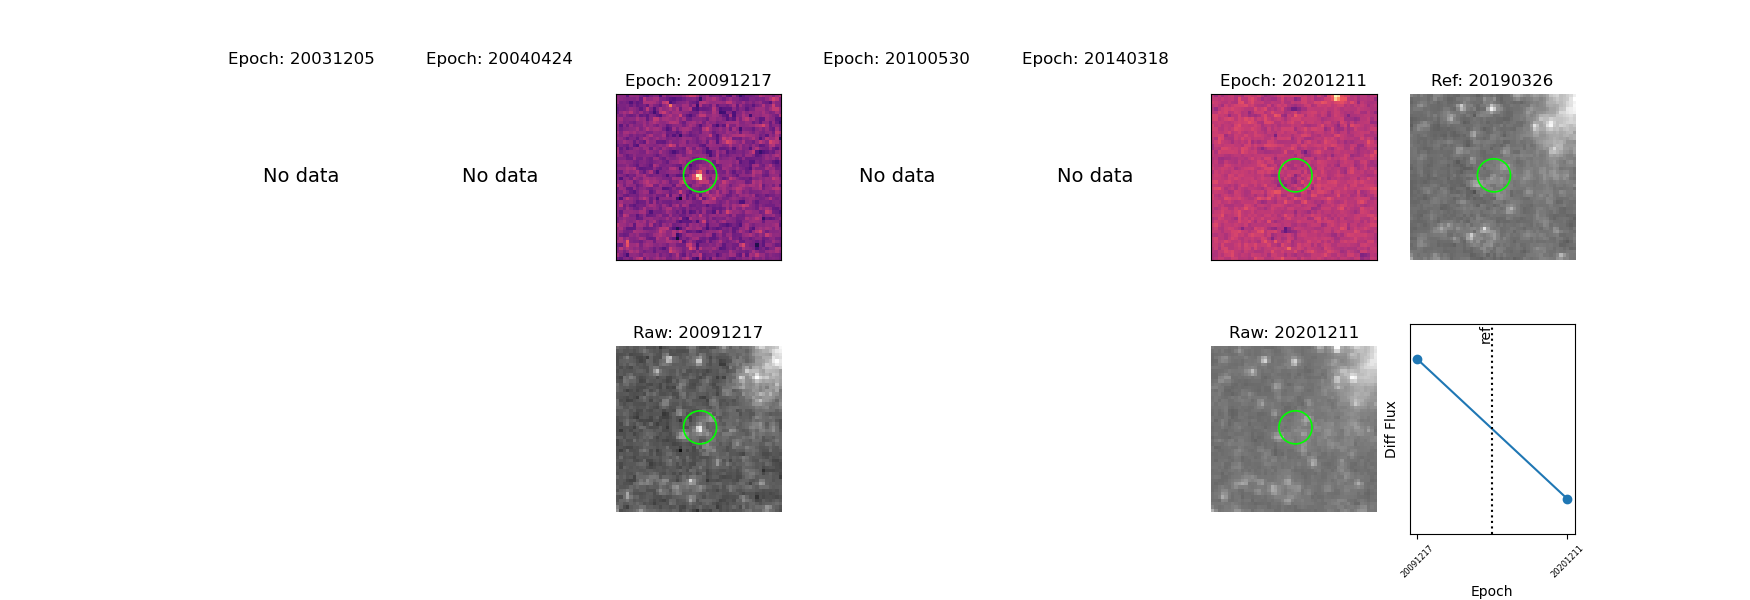 Epoch: 20031205
Epoch: 20040424
Epoch: 20091217
Epoch: 20100530
Epoch: 20140318
Epoch: 20201211
Ref: 20190326
No data
No data
No data
No data
Raw: 20091217
Raw: 20201211
ref
Diff Flux
20091217
20201211
Epoch